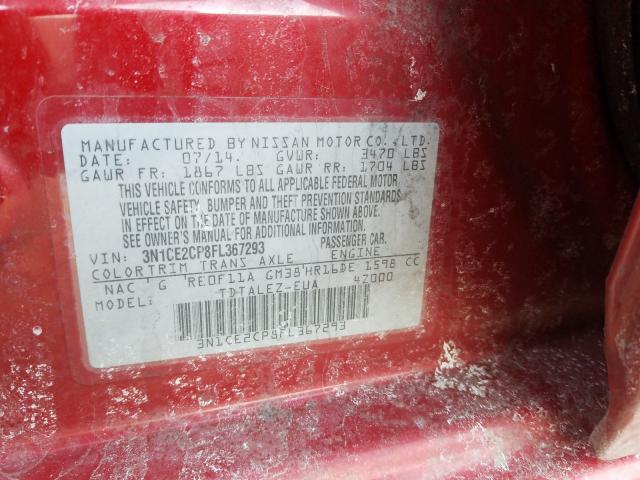 MANUFACTURED BY NISSAN MOTOR CO., LTD.
DATE: 07/14. GVWR: 3470 LBS
GAWR FR: 1867 LBS GAWR RR: 1704 LBS
THIS VEHICLE CONFORMS TO ALL APPLICABLE FEDERAL MOTOR
VEHICLE SAFETY, BUMPER AND THEFT PREVENTION STANDARDS
IN EFFECT ON THE DATE OF MANUFACTURE SHOWN ABOVE.
SEE OWNER'S MANUAL FOR ADDITIONAL INFORMATION.
VIN: 3N1CE2CP8FL367293 PASSENGER CAR.
COLOR TRIM TRANS AXLE ENGINE
NAC G RE0F11A GM38 HR16DE 1598 CC
MODEL: TDTALEZ-EUA 42000
3N1CE2CP8FL367293